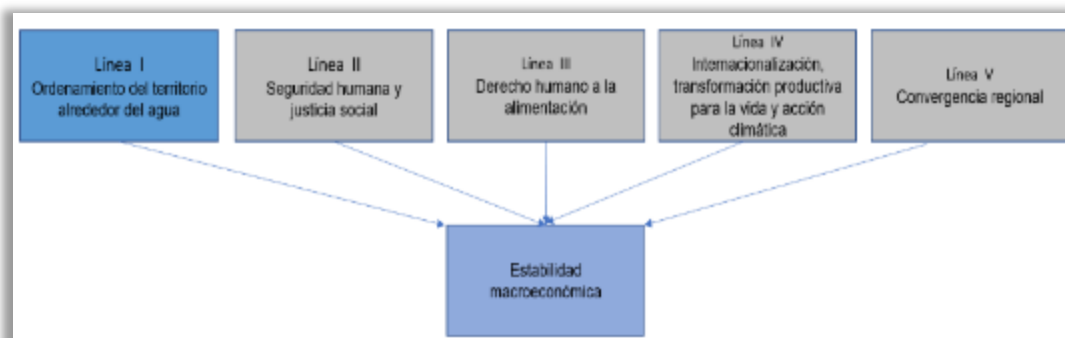 Línea I
Ordenamiento del territorio
alrededor del agua
Línea II
Seguridad humana y
justicia social
Línea III
Derecho humano a la
alimentación
Línea IV
Internacionalización,
transformación productiva
para la vida y acción
climática
Línea V
Convergencia regional
Estabilidad
macroeconómica